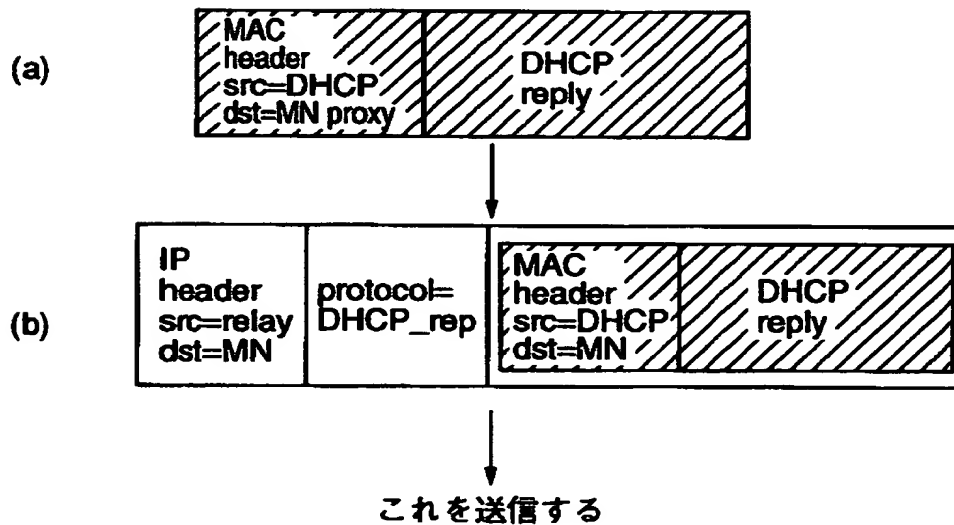 (a)
MAC
header
src=DHCP
dst=MN proxy
DHCP
reply
(b)
IP
header
src=relay
dst=MN
protocol=
DHCP_rep
MAC
header
src=DHCP
dst=MN
DHCP
reply
これを送信する